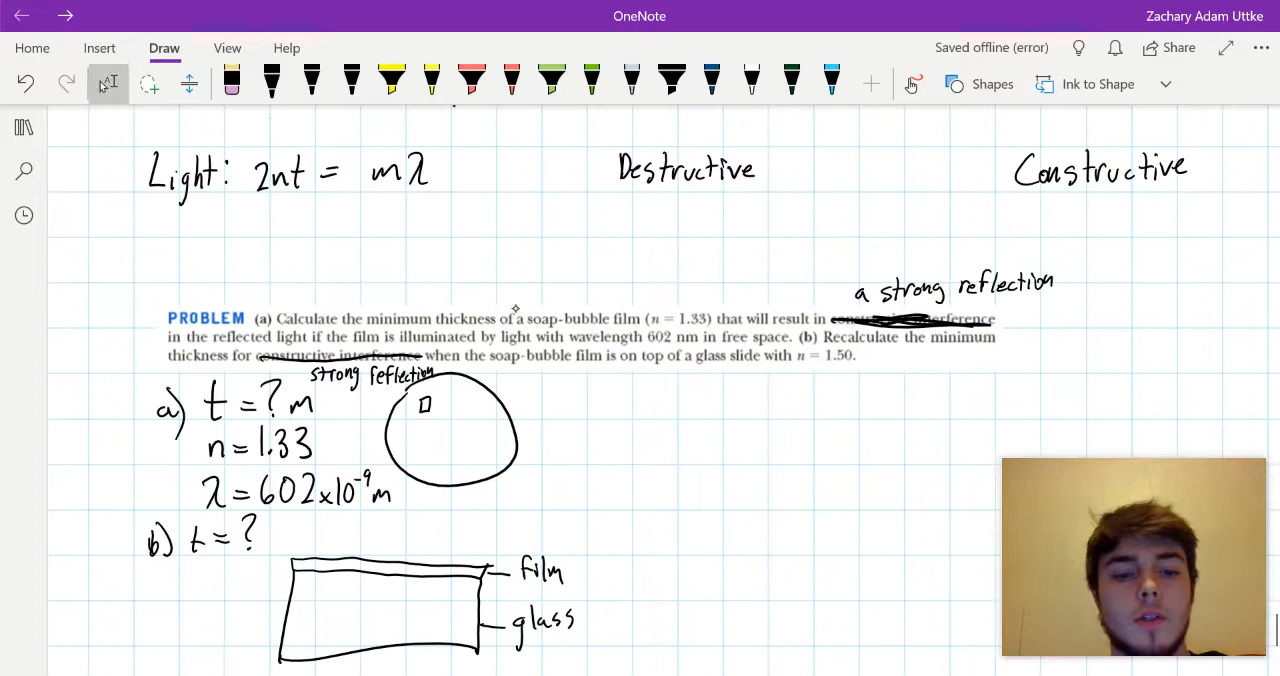 OneNote
Zachary Adam Uttke
Home Insert Draw View Help
Saved offline (error) Share
Shapes Ink to Shape
Light: 2nt = mλ Destructive Constructive
a strong reflection
PROBLEM (a) Calculate the minimum thickness of a soap-bubble film (n = 1.33) that will result in
in the reflected light if the film is illuminated by light with wavelength 602 nm in free space. (b) Recalculate the minimum
thickness for constructive interference when the soap-bubble film is on top of a glass slide with n = 1.50.
strong reflection
a) t = ? m
n = 1.33
λ = 602 x 10⁻⁹ m
b) t = ?
film
glass